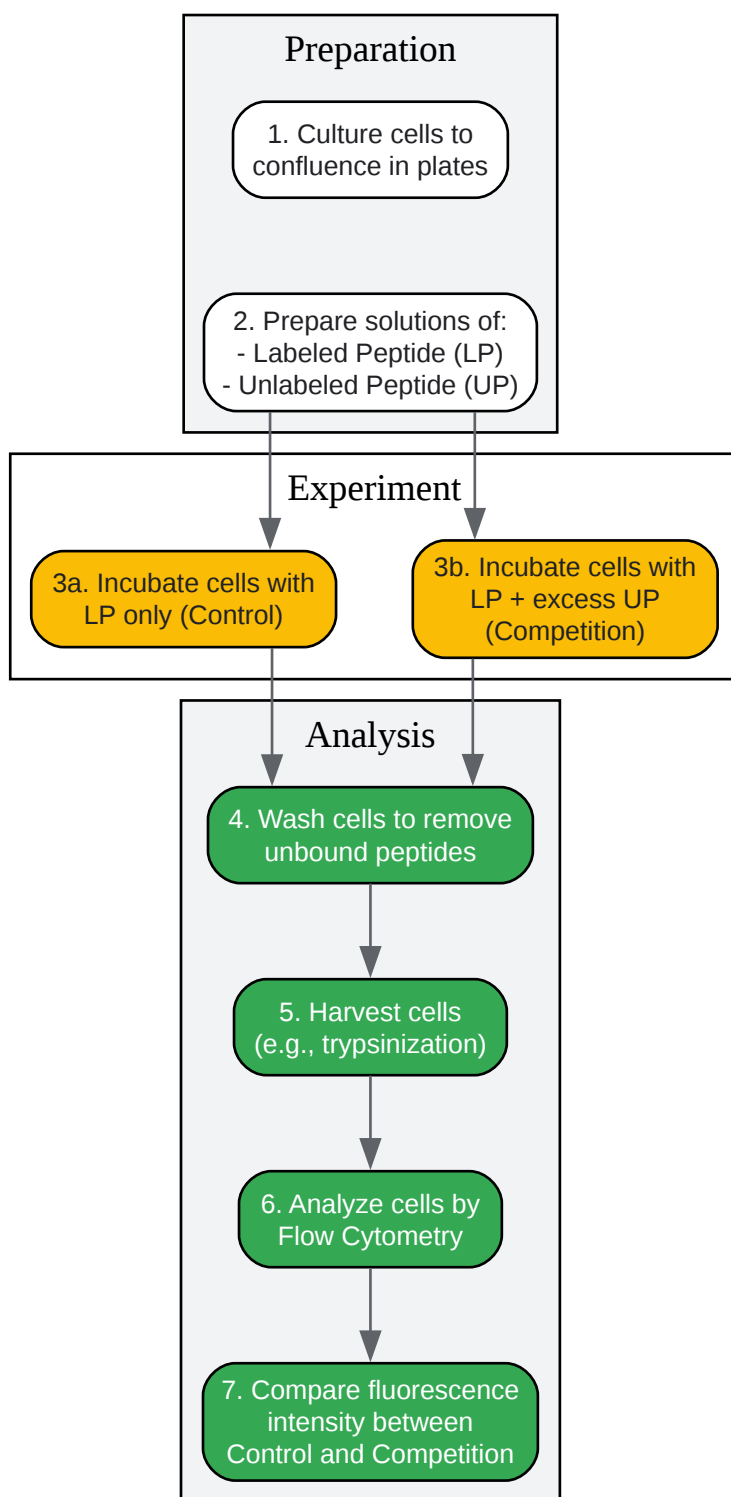 Preparation
1. Culture cells to
confluence in plates
2. Prepare solutions of:
- Labeled Peptide (LP)
- Unlabeled Peptide (UP)
Experiment
3a. Incubate cells with
LP only (Control)
3b. Incubate cells with
LP + excess UP
(Competition)
Analysis
4. Wash cells to remove
unbound peptides
5. Harvest cells
(e.g., trypsinization)
6. Analyze cells by
Flow Cytometry
7. Compare fluorescence
intensity between
Control and Competition